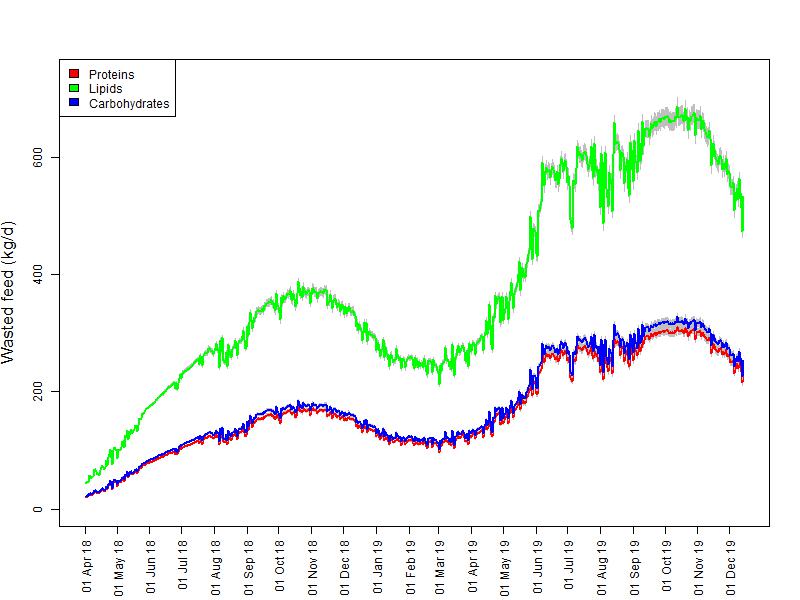 Proteins
Lipids
Carbohydrates
Wasted feed (kg/d)
600
400
200
0
01 Apr 18
01 May 18
01 Jun 18
01 Jul 18
01 Aug 18
01 Sep 18
01 Oct 18
01 Nov 18
01 Dec 18
01 Jan 19
01 Feb 19
01 Mar 19
01 Apr 19
01 May 19
01 Jun 19
01 Jul 19
01 Aug 19
01 Sep 19
01 Oct 19
01 Nov 19
01 Dec 19